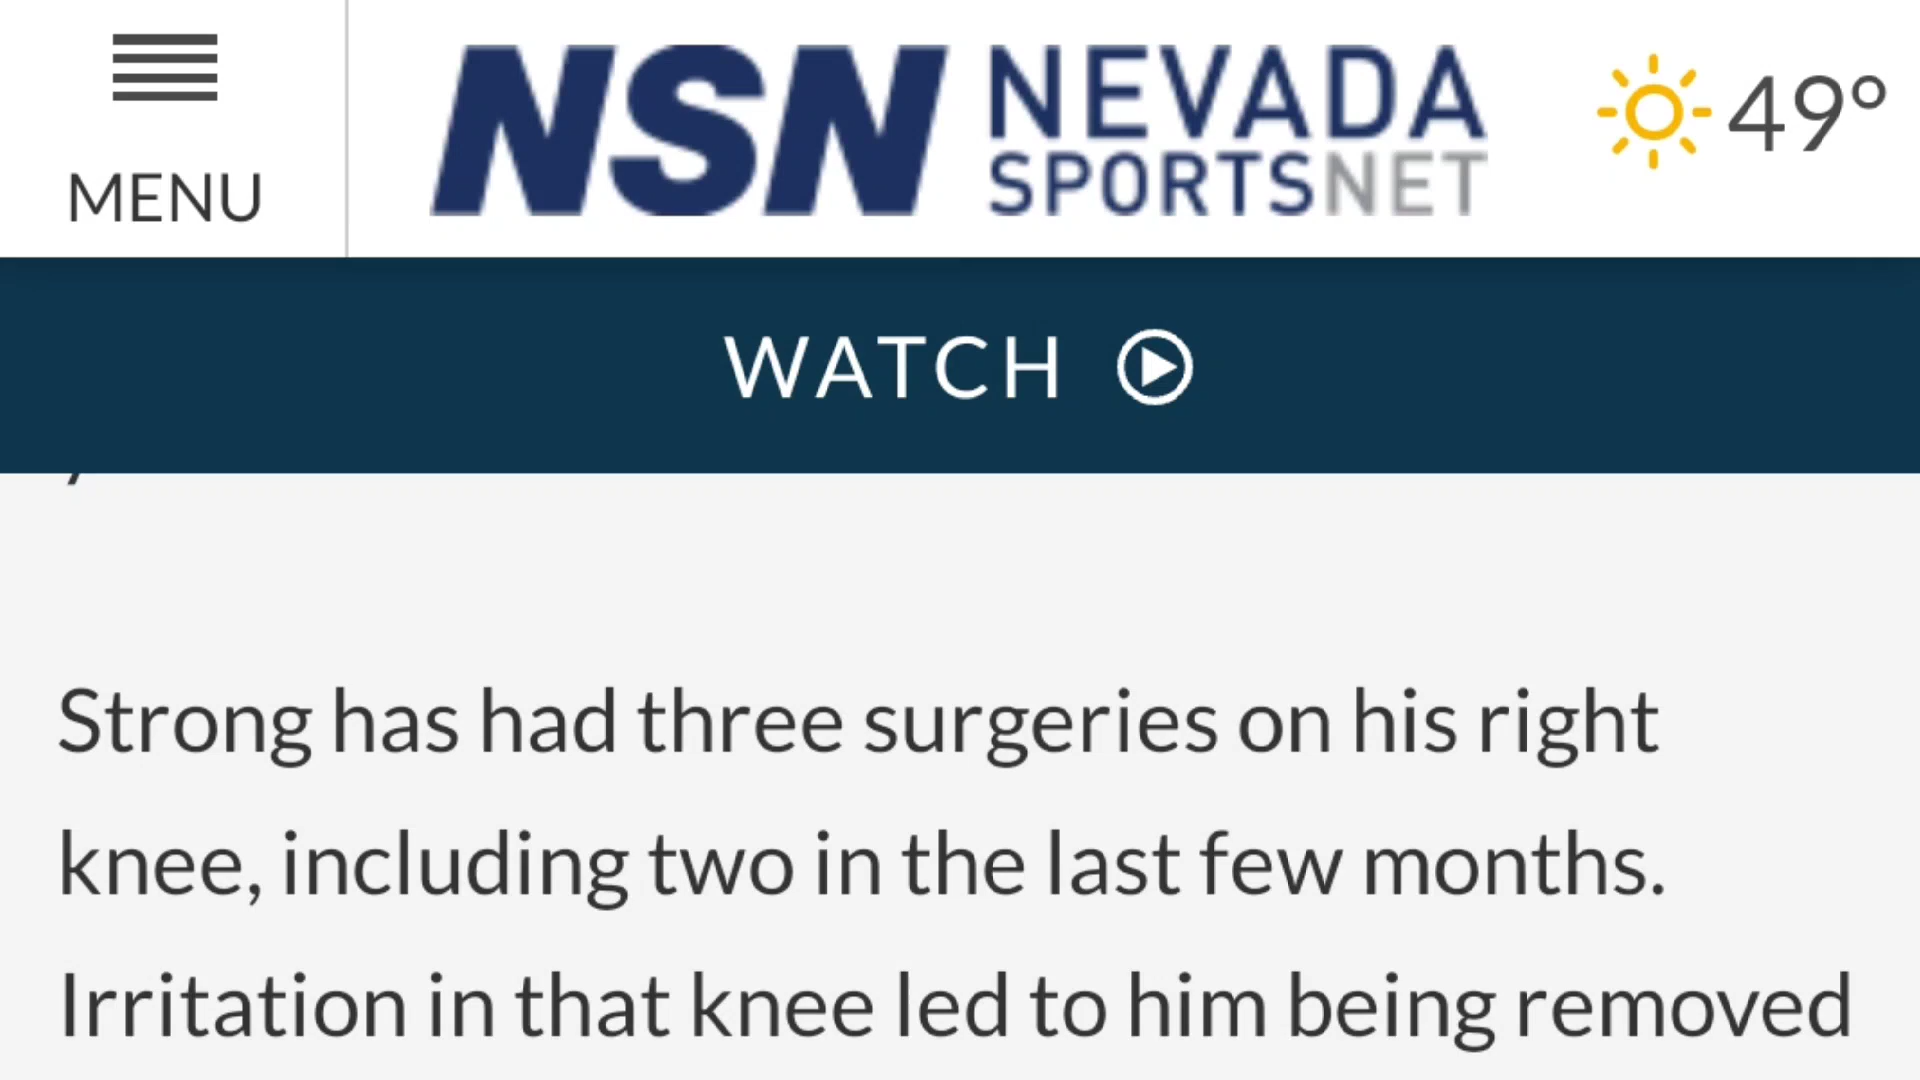 MENU
NSN NEVADA
SPORTSNET
49°
WATCH
Strong has had three surgeries on his right
knee, including two in the last few months.
Irritation in that knee led to him being removed